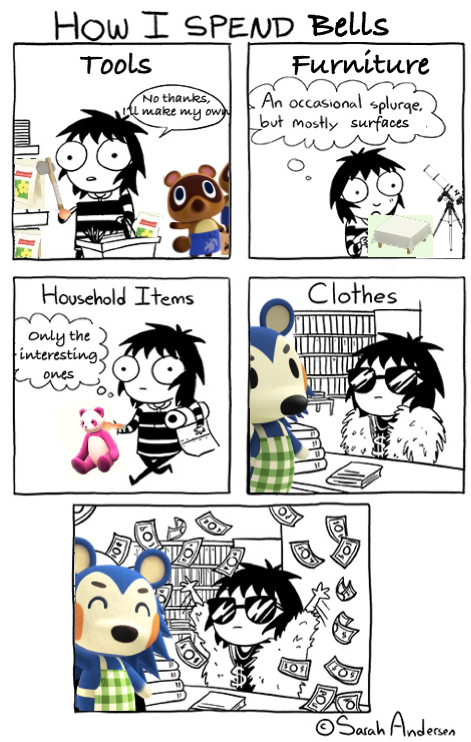 How I Spend Bells
Tools
No thanks,
I'll make my own
Furniture
An occasional splurge,
but mostly surfaces
Household Items
Only the
interesting
ones
Clothes
© Sarah Andersen